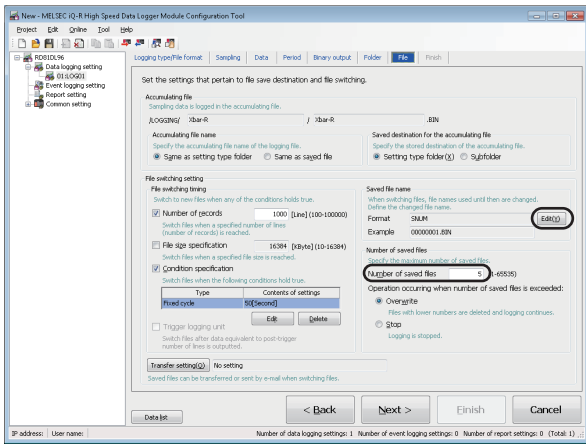 New - MELSEC iQ-R High Speed Data Logger Module Configuration Tool
Project Edit Online Tool Help
RD81DL96
Data logging setting
01:LOG01
Event logging setting
Report setting
Common setting
Logging type/File format Sampling Data Period Binary output Folder File Finish
Set the settings that pertain to file save destination and file switching.
Accumulating file
Sampling data is logged in the accumulating file.
/LOGGING/ Xbar-R / Xbar-R .BIN
Accumulating file name
Specify the accumulating file name of the logging file.
Same as setting type folder Same as saved file
Saved destination for the accumulating file
Specify the stored destination of the accumulating file.
Setting type folder(X) Subfolder
File switching setting
File switching timing
Switch to new files when any of the conditions holds true.
Number of records 1000 [Line] (100-100000)
Switch files when a specified number of lines
(number of records) is reached.
File size specification 16384 [KByte] (10-16384)
Switch files when a specified file size is reached.
Condition specification
Switch files when the following conditions hold true.
Type Contents of settings
Fixed cycle 50[Second]
Edit Delete
Trigger logging unit
Switch files after data equivalent to post-trigger
number of lines is outputted.
Saved file name
When switching files, file names used until then are changed.
Define the changed file name.
Format SNUM Edit(Y)
Example 00000001.BIN
Number of saved files
Specify the maximum number of saved files.
Number of saved files 5 (1-65535)
Operation occurring when number of saved files is exceeded:
Overwrite
Files with lower numbers are deleted and logging continues.
Stop
Logging is stopped.
Transfer setting(Q) No setting
Saved files can be transferred or sent by e-mail when switching files.
Data list < Back Next > Finish Cancel
IP address: User name: Number of data logging settings: 1 Number of event logging settings: 0 Number of report settings: 0 (Total: 1)